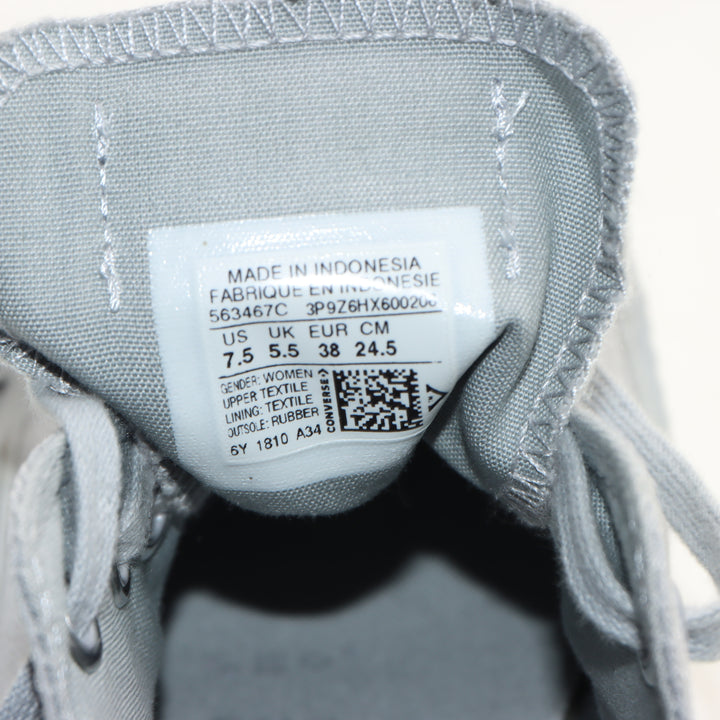 MADE IN INDONESIA
FABRIQUE EN INDONESIE
563467C 3P9Z6HX600206
US UK EUR CM
7.5 5.5 38 24.5
GENDER: WOMEN
UPPER TEXTILE
LINING: TEXTILE
OUTSOLE: RUBBER
CONVERSE
6Y 1810 A34